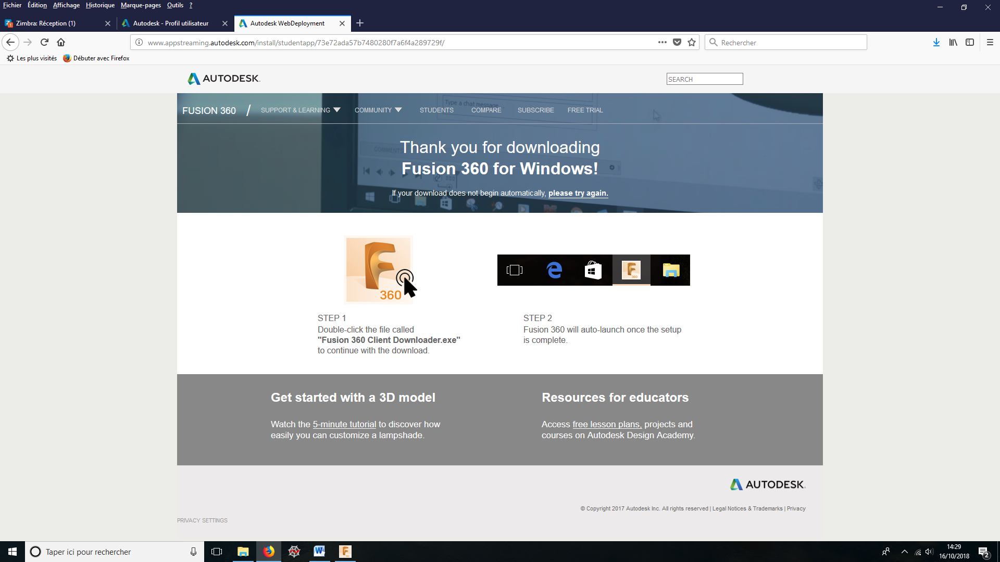 Fichier Édition Affichage Historique Marque-pages Outils ?
Zimbra: Réception (1)
Autodesk - Profil utilisateur
Autodesk WebDeployment
www.appstreaming.autodesk.com/install/studentapp/73e72ada57b7480280f7a6f4a289729f/
Rechercher
Les plus visités
Débuter avec Firefox
AUTODESK.
SEARCH
FUSION 360 / SUPPORT & LEARNING COMMUNITY STUDENTS COMPARE SUBSCRIBE FREE TRIAL
Type a chat message
COMMENTS
Thank you for downloading
Fusion 360 for Windows!
If your download does not begin automatically, please try again.
360
360
STEP 1
Double-click the file called
"Fusion 360 Client Downloader.exe"
to continue with the download.
STEP 2
Fusion 360 will auto-launch once the setup
is complete.
Get started with a 3D model
Watch the 5-minute tutorial to discover how
easily you can customize a lampshade.
Resources for educators
Access free lesson plans, projects and
courses on Autodesk Design Academy.
AUTODESK.
© Copyright 2017 Autodesk Inc. All rights reserved | Legal Notices & Trademarks | Privacy
PRIVACY SETTINGS
Taper ici pour rechercher
14:29
16/10/2018
2